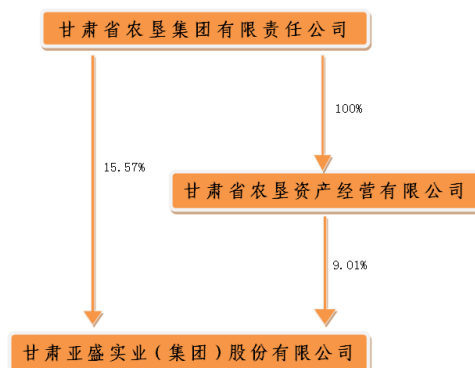 甘肃省农垦集团有限责任公司
100%
15.57%
甘肃省农垦资产经营有限公司
9.01%
甘肃亚盛实业(集团)股份有限公司